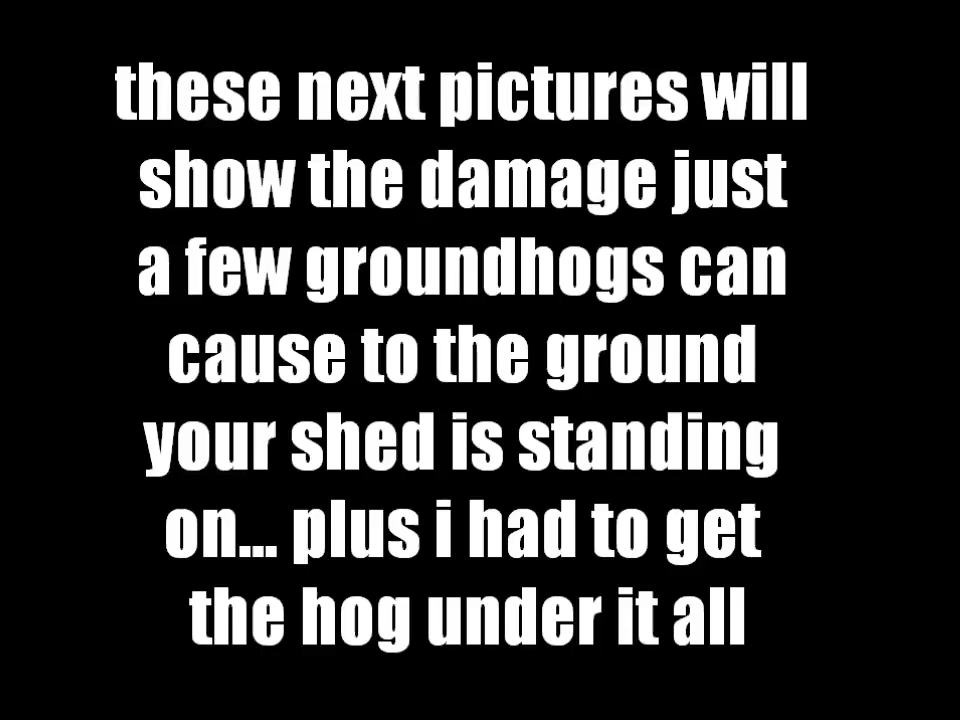 these next pictures will
show the damage just
a few groundhogs can
cause to the ground
your shed is standing
on... plus i had to get
the hog under it all